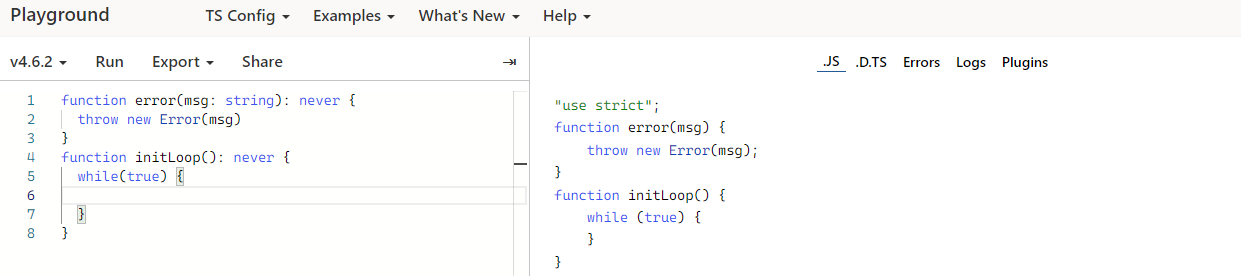 Playground TS Config Examples What's New Help
v4.6.2 Run Export Share
.JS .D.TS Errors Logs Plugins
1 function error(msg: string): never {
2 throw new Error(msg)
3 }
4 function initLoop(): never {
5 while(true) {
6
7 }
8 }
"use strict";
function error(msg) {
    throw new Error(msg);
}
function initLoop() {
    while (true) {
    }
}